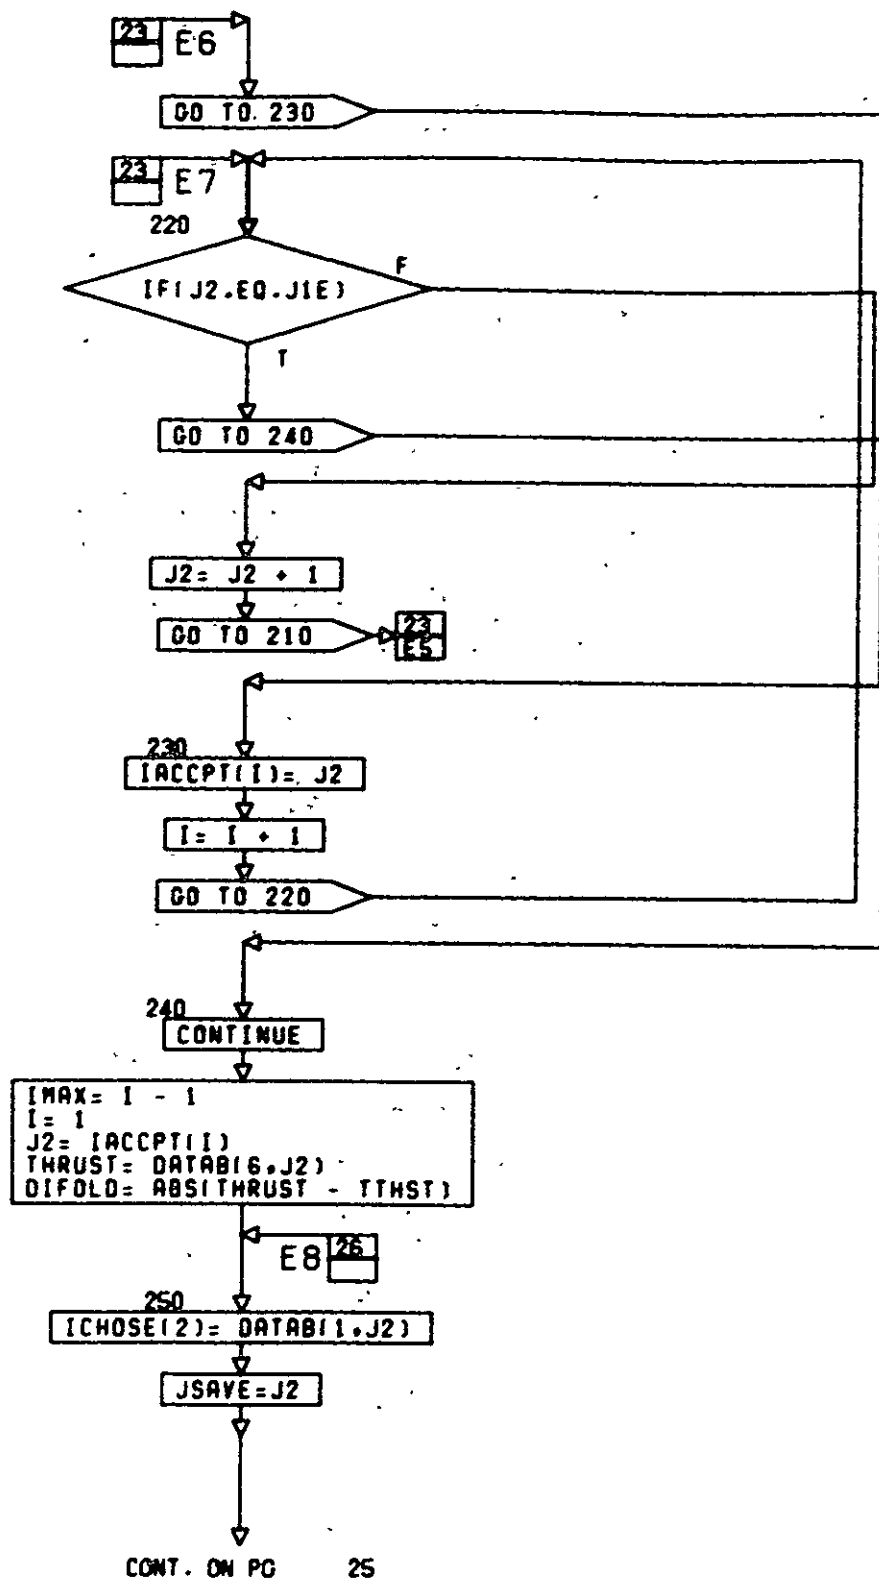 23 E6
GO TO 230
23 E7
220
IF(J2.EQ.J1E)
F
T
GO TO 240
J2= J2 + 1
GO TO 210
23
E5
230
IACCPT(I)= J2
I= I + 1
GO TO 220
240
CONTINUE
IMAX= I - 1
I= 1
J2= IACCPT(I)
THRUST= DATAB(6,J2)
DIFOLD= ABS(THRUST - TTHST)
E8 26
250
ICHOSE(2)= DATAB(1,J2)
JSAVE=J2
CONT. ON PG 25